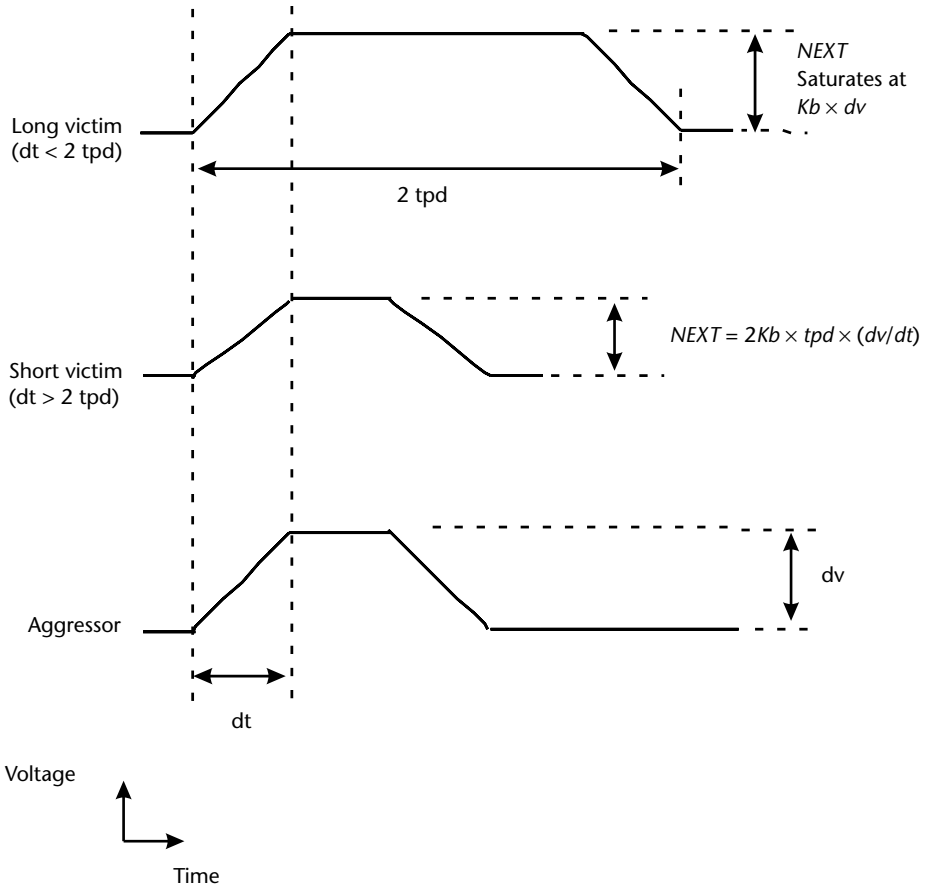 NEXT
Saturates at
Kb × dv
Long victim
(dt < 2 tpd)
2 tpd
NEXT = 2Kb × tpd × (dv/dt)
Short victim
(dt > 2 tpd)
dv
Aggressor
dt
Voltage
Time